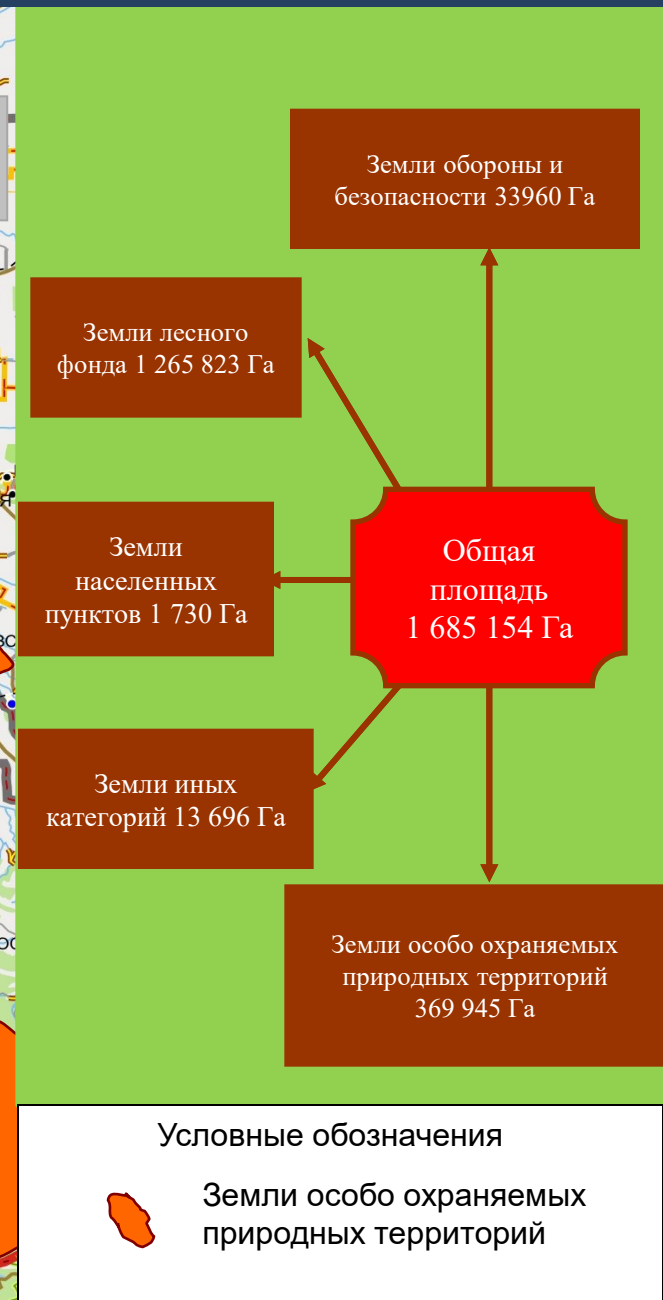 Земли обороны и
безопасности 33960 Га
Земли лесного
фонда 1 265 823 Га
Земли
населенных
пунктов 1 730 Га
Общая
площадь
1 685 154 Га
Земли иных
категорий 13 696 Га
Земли особо охраняемых
природных территорий
369 945 Га
Условные обозначения
Земли особо охраняемых
природных территорий